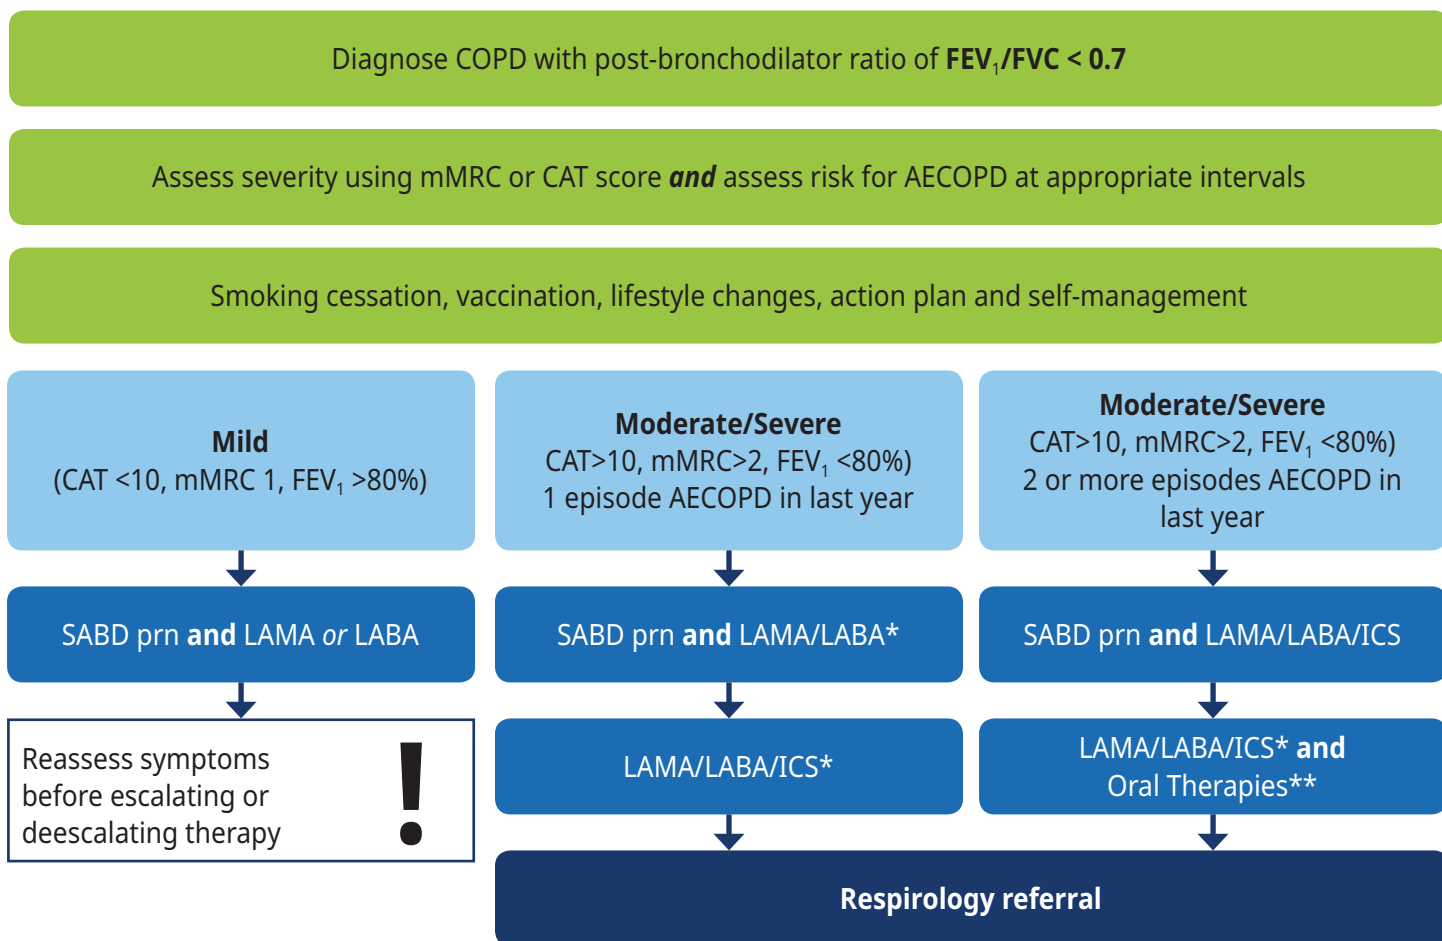 Diagnose COPD with post-bronchodilator ratio of FEV₁/FVC < 0.7
Assess severity using mMRC or CAT score and assess risk for AECOPD at appropriate intervals
Smoking cessation, vaccination, lifestyle changes, action plan and self-management
Mild
(CAT <10, mMRC 1, FEV₁ >80%)
SABD prn and LAMA or LABA
Reassess symptoms
before escalating or
deescalating therapy
!
Moderate/Severe
CAT>10, mMRC>2, FEV₁ <80%)
1 episode AECOPD in last year
SABD prn and LAMA/LABA*
LAMA/LABA/ICS*
Moderate/Severe
CAT>10, mMRC>2, FEV₁ <80%)
2 or more episodes AECOPD in
last year
SABD prn and LAMA/LABA/ICS
LAMA/LABA/ICS* and
Oral Therapies**
Respirology referral